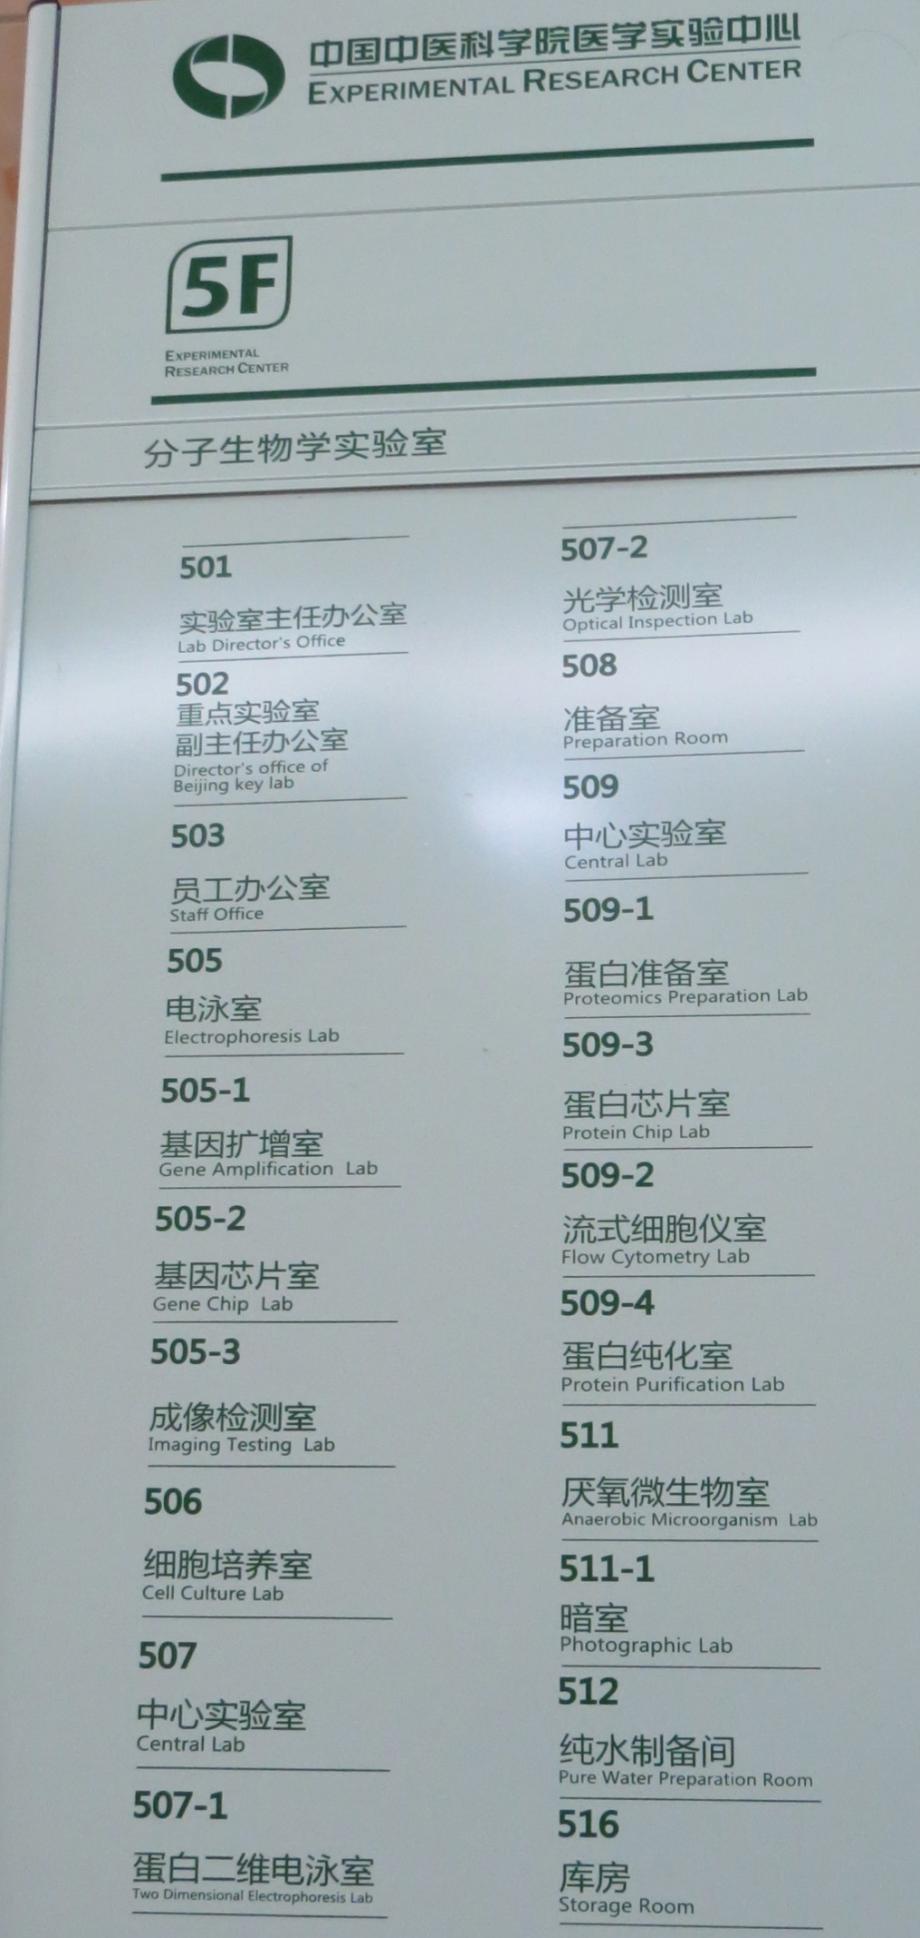 中国中医科学院医学实验中心
EXPERIMENTAL RESEARCH CENTER
5F
EXPERIMENTAL
RESEARCH CENTER
分子生物学实验室
501
实验室主任办公室
Lab Director's Office
502
重点实验室
副主任办公室
Director's office of
Beijing key lab
503
员工办公室
Staff Office
505
电泳室
Electrophoresis Lab
505-1
基因扩增室
Gene Amplification Lab
505-2
基因芯片室
Gene Chip Lab
505-3
成像检测室
Imaging Testing Lab
506
细胞培养室
Cell Culture Lab
507
中心实验室
Central Lab
507-1
蛋白二维电泳室
Two Dimensional Electrophoresis Lab
507-2
光学检测室
Optical Inspection Lab
508
准备室
Preparation Room
509
中心实验室
Central Lab
509-1
蛋白准备室
Proteomics Preparation Lab
509-3
蛋白芯片室
Protein Chip Lab
509-2
流式细胞仪室
Flow Cytometry Lab
509-4
蛋白纯化室
Protein Purification Lab
511
厌氧微生物室
Anaerobic Microorganism Lab
511-1
暗室
Photographic Lab
512
纯水制备间
Pure Water Preparation Room
516
库房
Storage Room